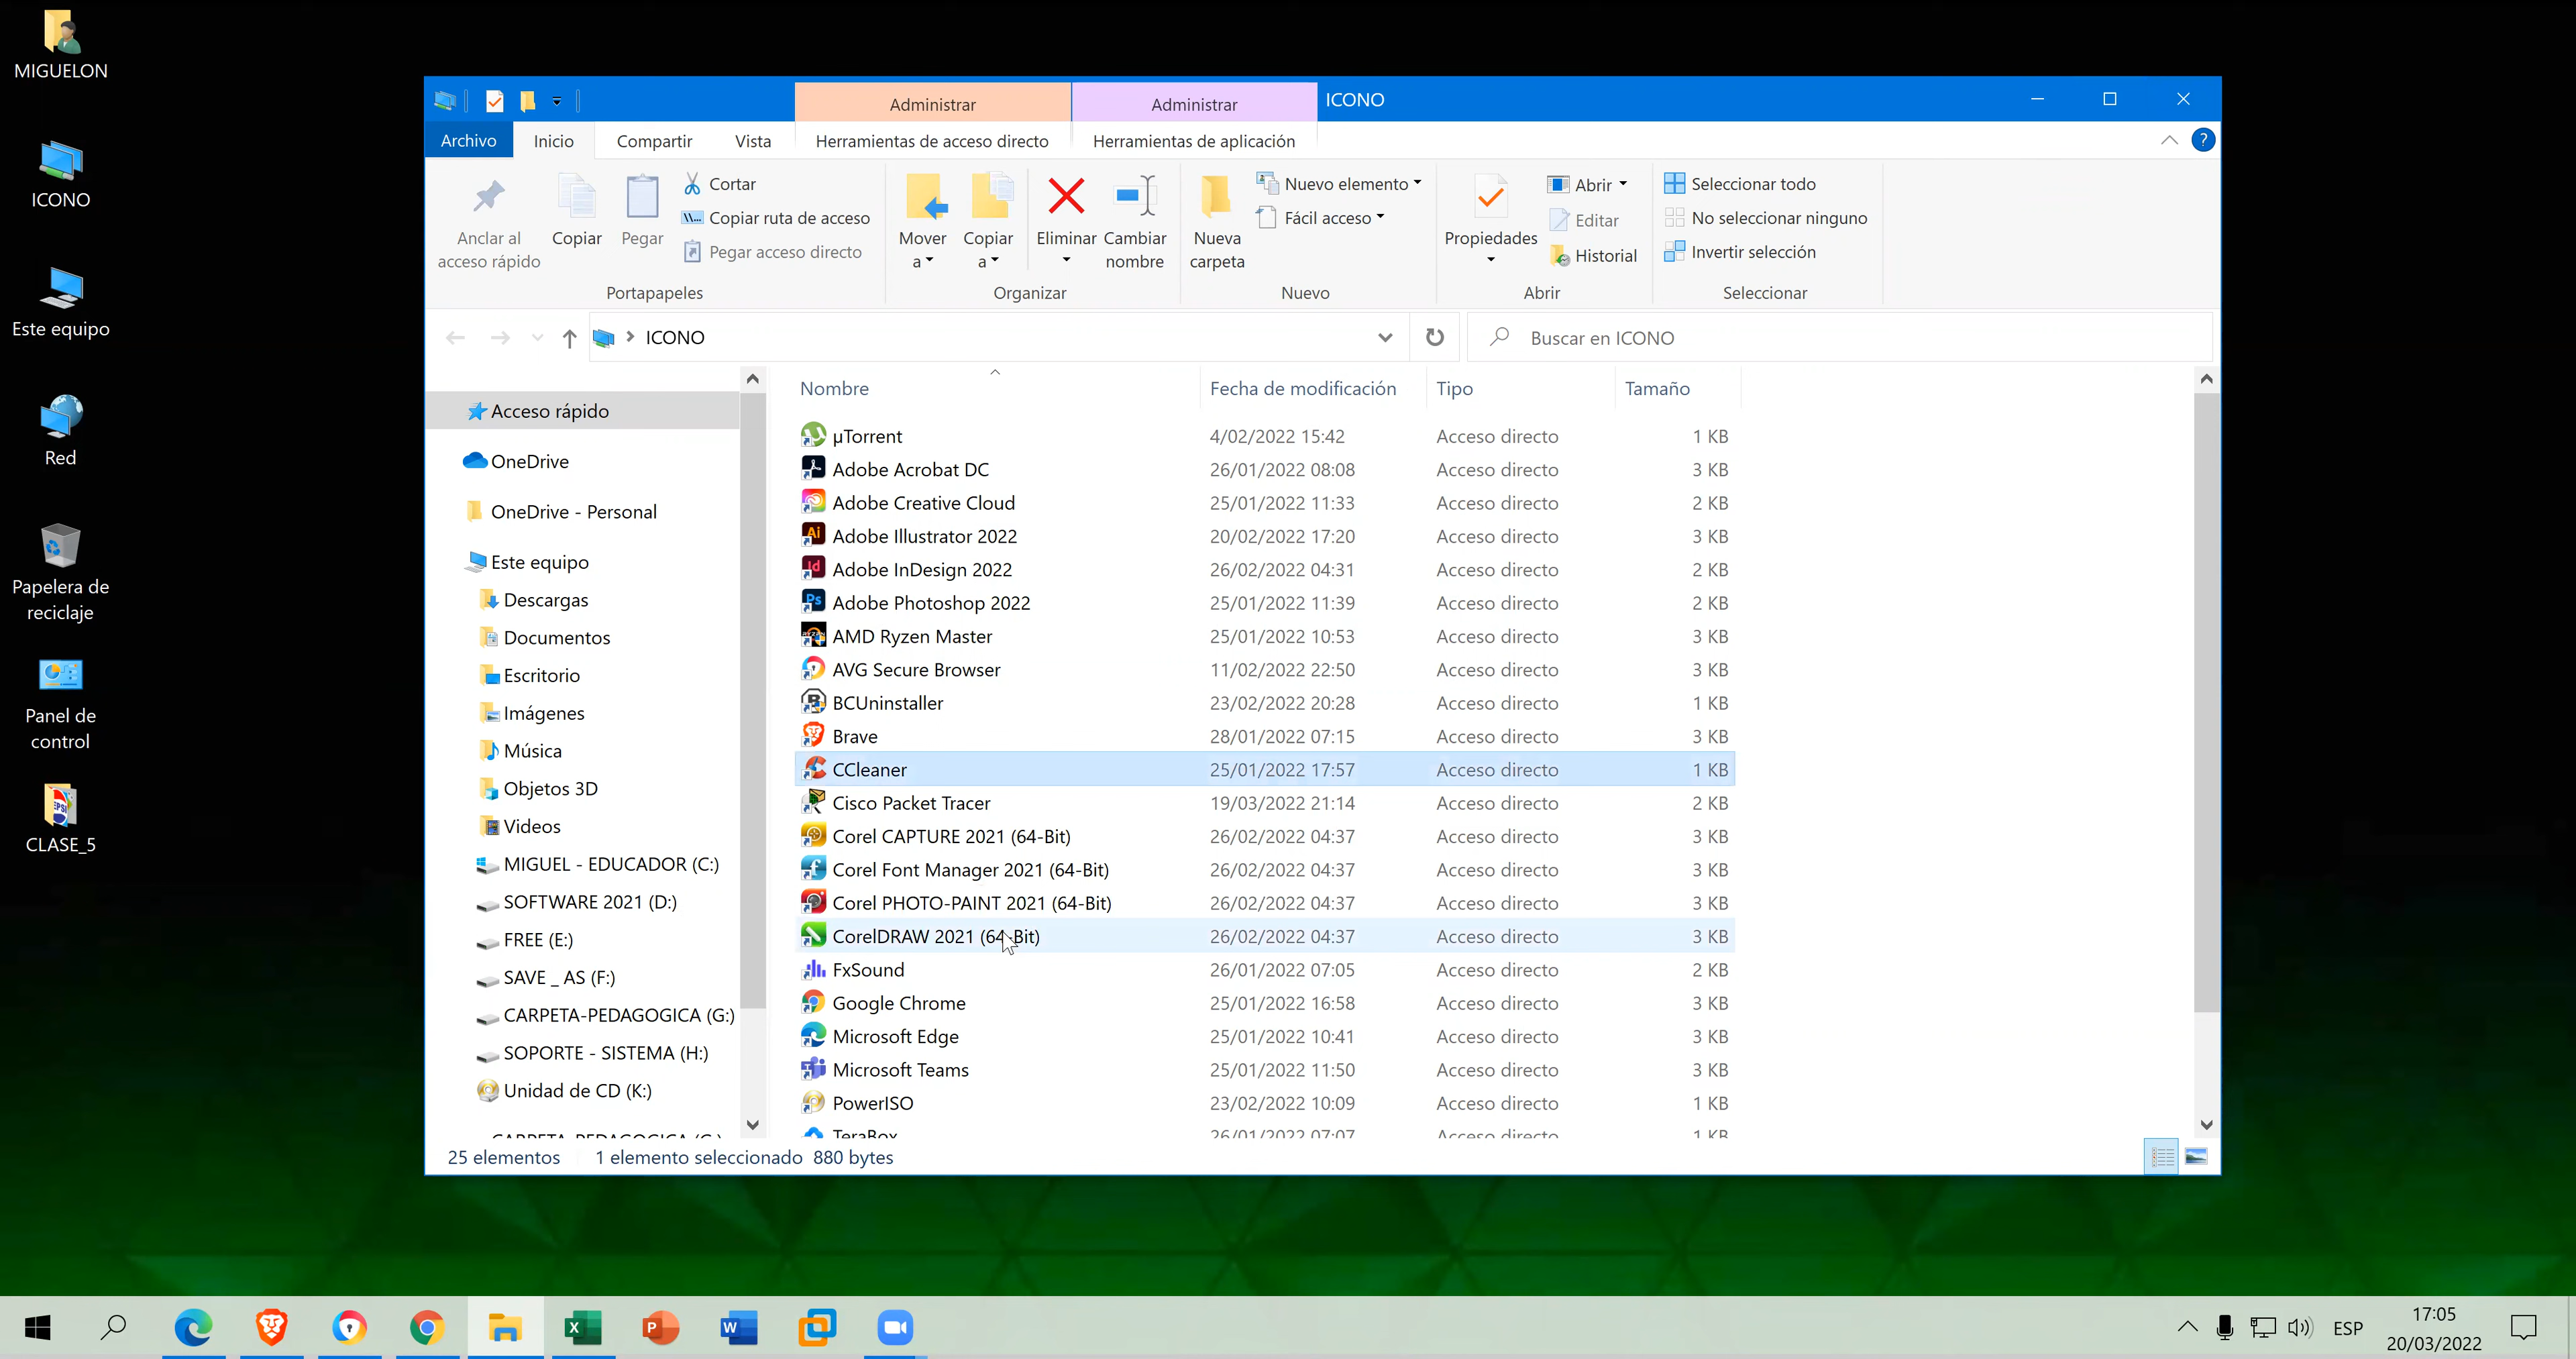 MIGUELON
ICONO
Este equipo
Red
Papelera de
reciclaje
Panel de
control
PEPSI
CLASE_5
Administrar
Administrar
ICONO
Archivo
Inicio
Compartir
Vista
Herramientas de acceso directo
Herramientas de aplicación
?
Anclar al
acceso rápido
Copiar
Pegar
Cortar
Copiar ruta de acceso
Pegar acceso directo
Portapapeles
Mover
a
Copiar
a
Eliminar
Cambiar
nombre
Organizar
Nueva
carpeta
Nuevo elemento
Fácil acceso
Nuevo
Propiedades
Abrir
Editar
Historial
Abrir
Seleccionar todo
No seleccionar ninguno
Invertir selección
Seleccionar
ICONO
Buscar en ICONO
Acceso rápido
OneDrive
OneDrive - Personal
Este equipo
Descargas
Documentos
Escritorio
Imágenes
Música
Objetos 3D
Videos
MIGUEL - EDUCADOR (C:)
SOFTWARE 2021 (D:)
FREE (E:)
SAVE _ AS (F:)
CARPETA-PEDAGOGICA (G:)
SOPORTE - SISTEMA (H:)
Unidad de CD (K:)
CARPETA-PEDAGOGICA (G:)
Nombre Fecha de modificación Tipo Tamaño
µTorrent 4/02/2022 15:42 Acceso directo 1 KB
Adobe Acrobat DC 26/01/2022 08:08 Acceso directo 3 KB
Adobe Creative Cloud 25/01/2022 11:33 Acceso directo 2 KB
Adobe Illustrator 2022 20/02/2022 17:20 Acceso directo 3 KB
Adobe InDesign 2022 26/02/2022 04:31 Acceso directo 2 KB
Adobe Photoshop 2022 25/01/2022 11:39 Acceso directo 2 KB
AMD Ryzen Master 25/01/2022 10:53 Acceso directo 3 KB
AVG Secure Browser 11/02/2022 22:50 Acceso directo 3 KB
BCUninstaller 23/02/2022 20:28 Acceso directo 1 KB
Brave 28/01/2022 07:15 Acceso directo 3 KB
CCleaner 25/01/2022 17:57 Acceso directo 1 KB
Cisco Packet Tracer 19/03/2022 21:14 Acceso directo 2 KB
Corel CAPTURE 2021 (64-Bit) 26/02/2022 04:37 Acceso directo 3 KB
Corel Font Manager 2021 (64-Bit) 26/02/2022 04:37 Acceso directo 3 KB
Corel PHOTO-PAINT 2021 (64-Bit) 26/02/2022 04:37 Acceso directo 3 KB
CorelDRAW 2021 (64-Bit) 26/02/2022 04:37 Acceso directo 3 KB
FxSound 26/01/2022 07:05 Acceso directo 2 KB
Google Chrome 25/01/2022 16:58 Acceso directo 3 KB
Microsoft Edge 25/01/2022 10:41 Acceso directo 3 KB
Microsoft Teams 25/01/2022 11:50 Acceso directo 3 KB
PowerISO 23/02/2022 10:09 Acceso directo 1 KB
TeraBox 26/01/2022 07:07 Acceso directo 1 KB
25 elementos 1 elemento seleccionado 880 bytes
ESP
17:05
20/03/2022